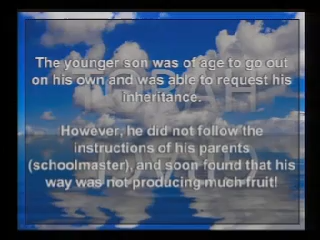 The younger son was of age to go out
on his own and was able to request his
inheritance.
However, he did not follow the
instructions of his parents
(schoolmaster), and soon found that his
way was not producing much fruit!